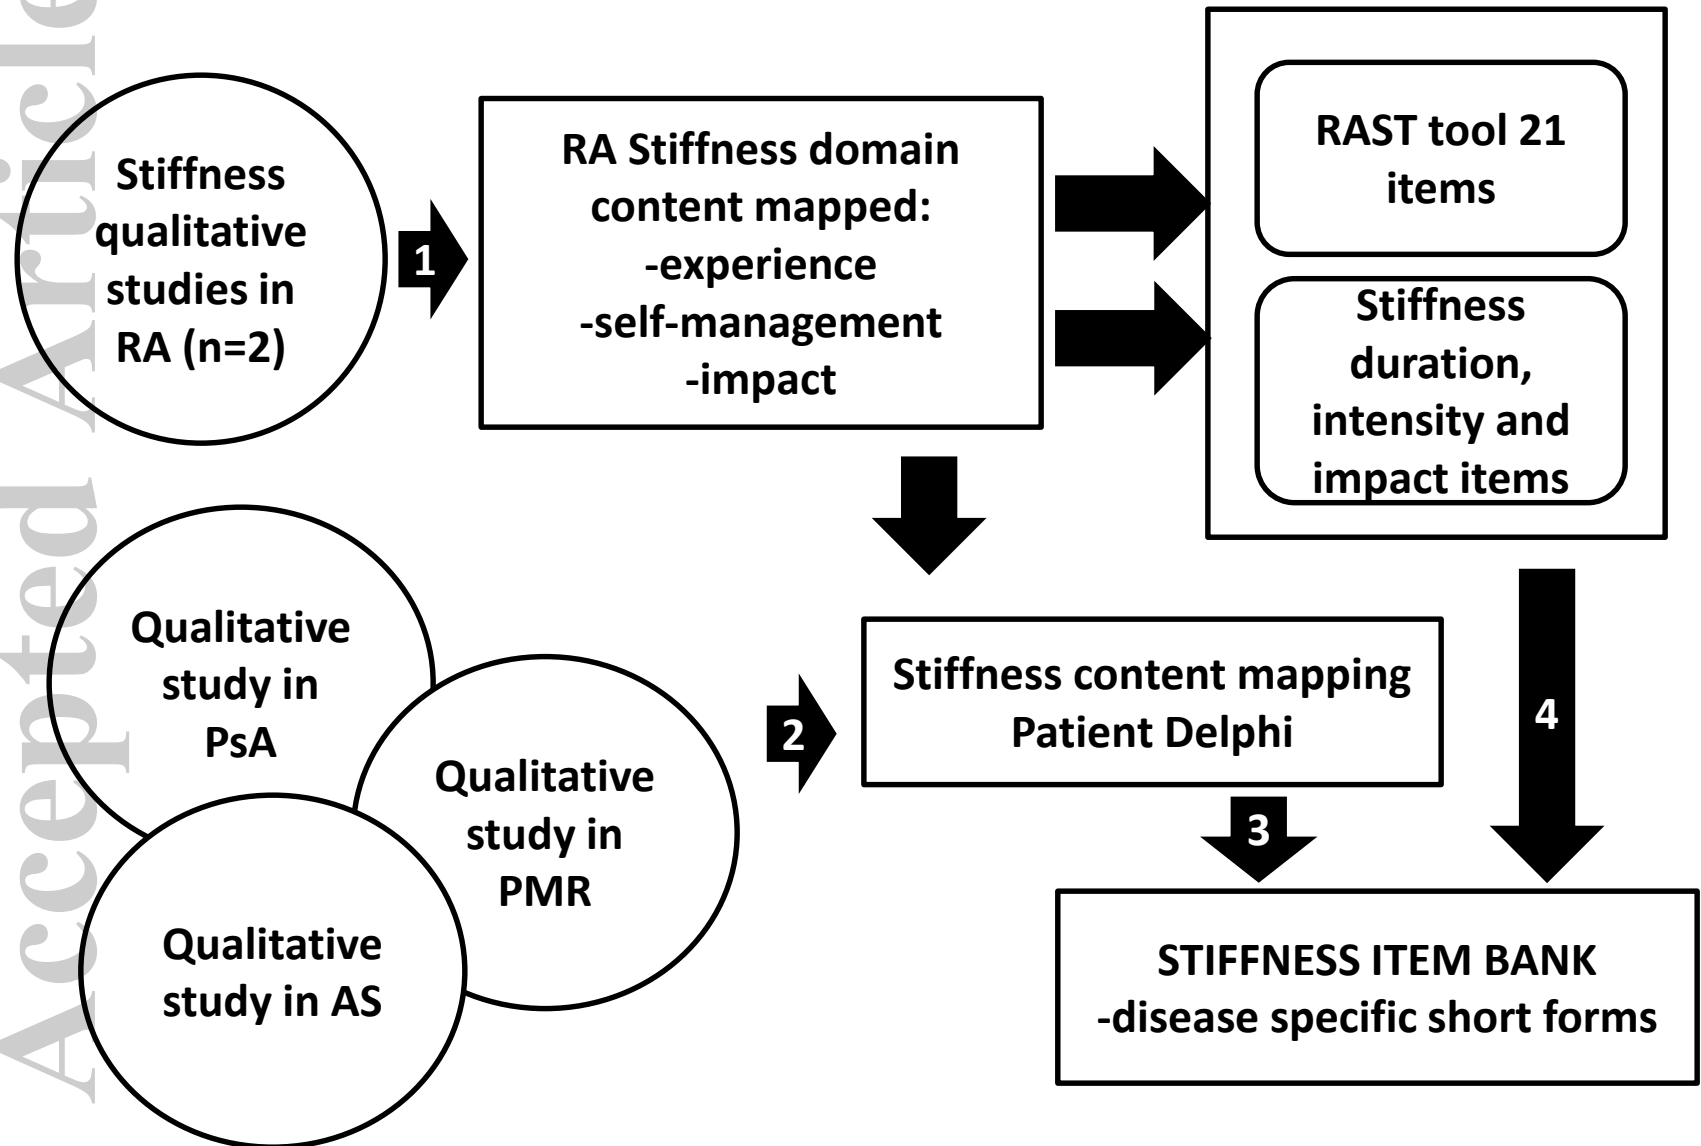 Accepted Article
Stiffness
qualitative
studies in
RA (n=2)
1
RA Stiffness domain
content mapped:
-experience
-self-management
-impact
RAST tool 21
items
Stiffness
duration,
intensity and
impact items
Qualitative
study in
PsA
Qualitative
study in
PMR
Qualitative
study in AS
2
Stiffness content mapping
Patient Delphi
3
4
STIFFNESS ITEM BANK
-disease specific short forms